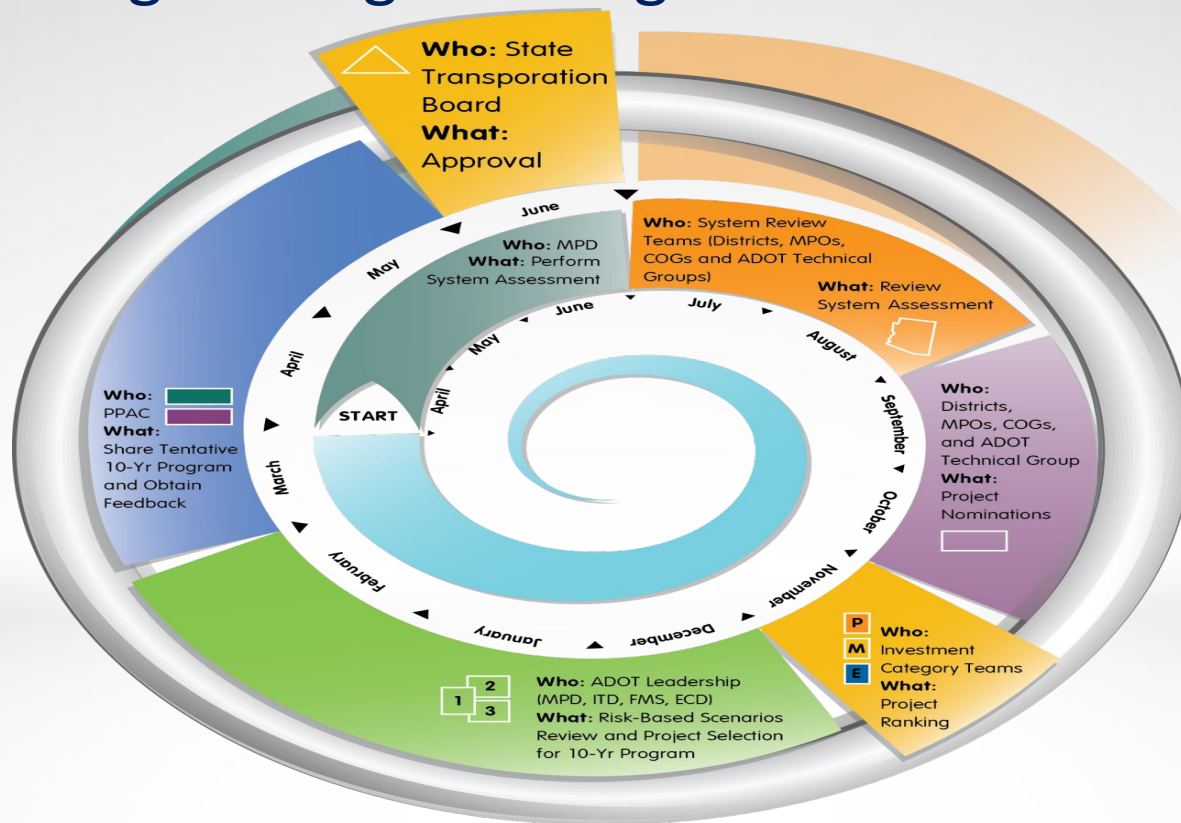 Who: State
Transporation
Board
What:
Approval
June
Who: MPD
What: Perform
System Assessment
Who: System Review
Teams (Districts, MPOs,
COGs and ADOT Technical
Groups)
What: Review
System Assessment
May
April
March
February
January
December
November
October
September
August
July
June
May
April
START
Who:
Districts,
MPOs, COGs,
and ADOT
Technical Group
What:
Project
Nominations
P
M
E
Who:
Investment
Category Teams
What:
Project
Ranking
1
2
3
Who: ADOT Leadership
(MPD, ITD, FMS, ECD)
What: Risk-Based Scenarios
Review and Project Selection
for 10-Yr Program
Who:
PPAC
What:
Share Tentative
10-Yr Program
and Obtain
Feedback